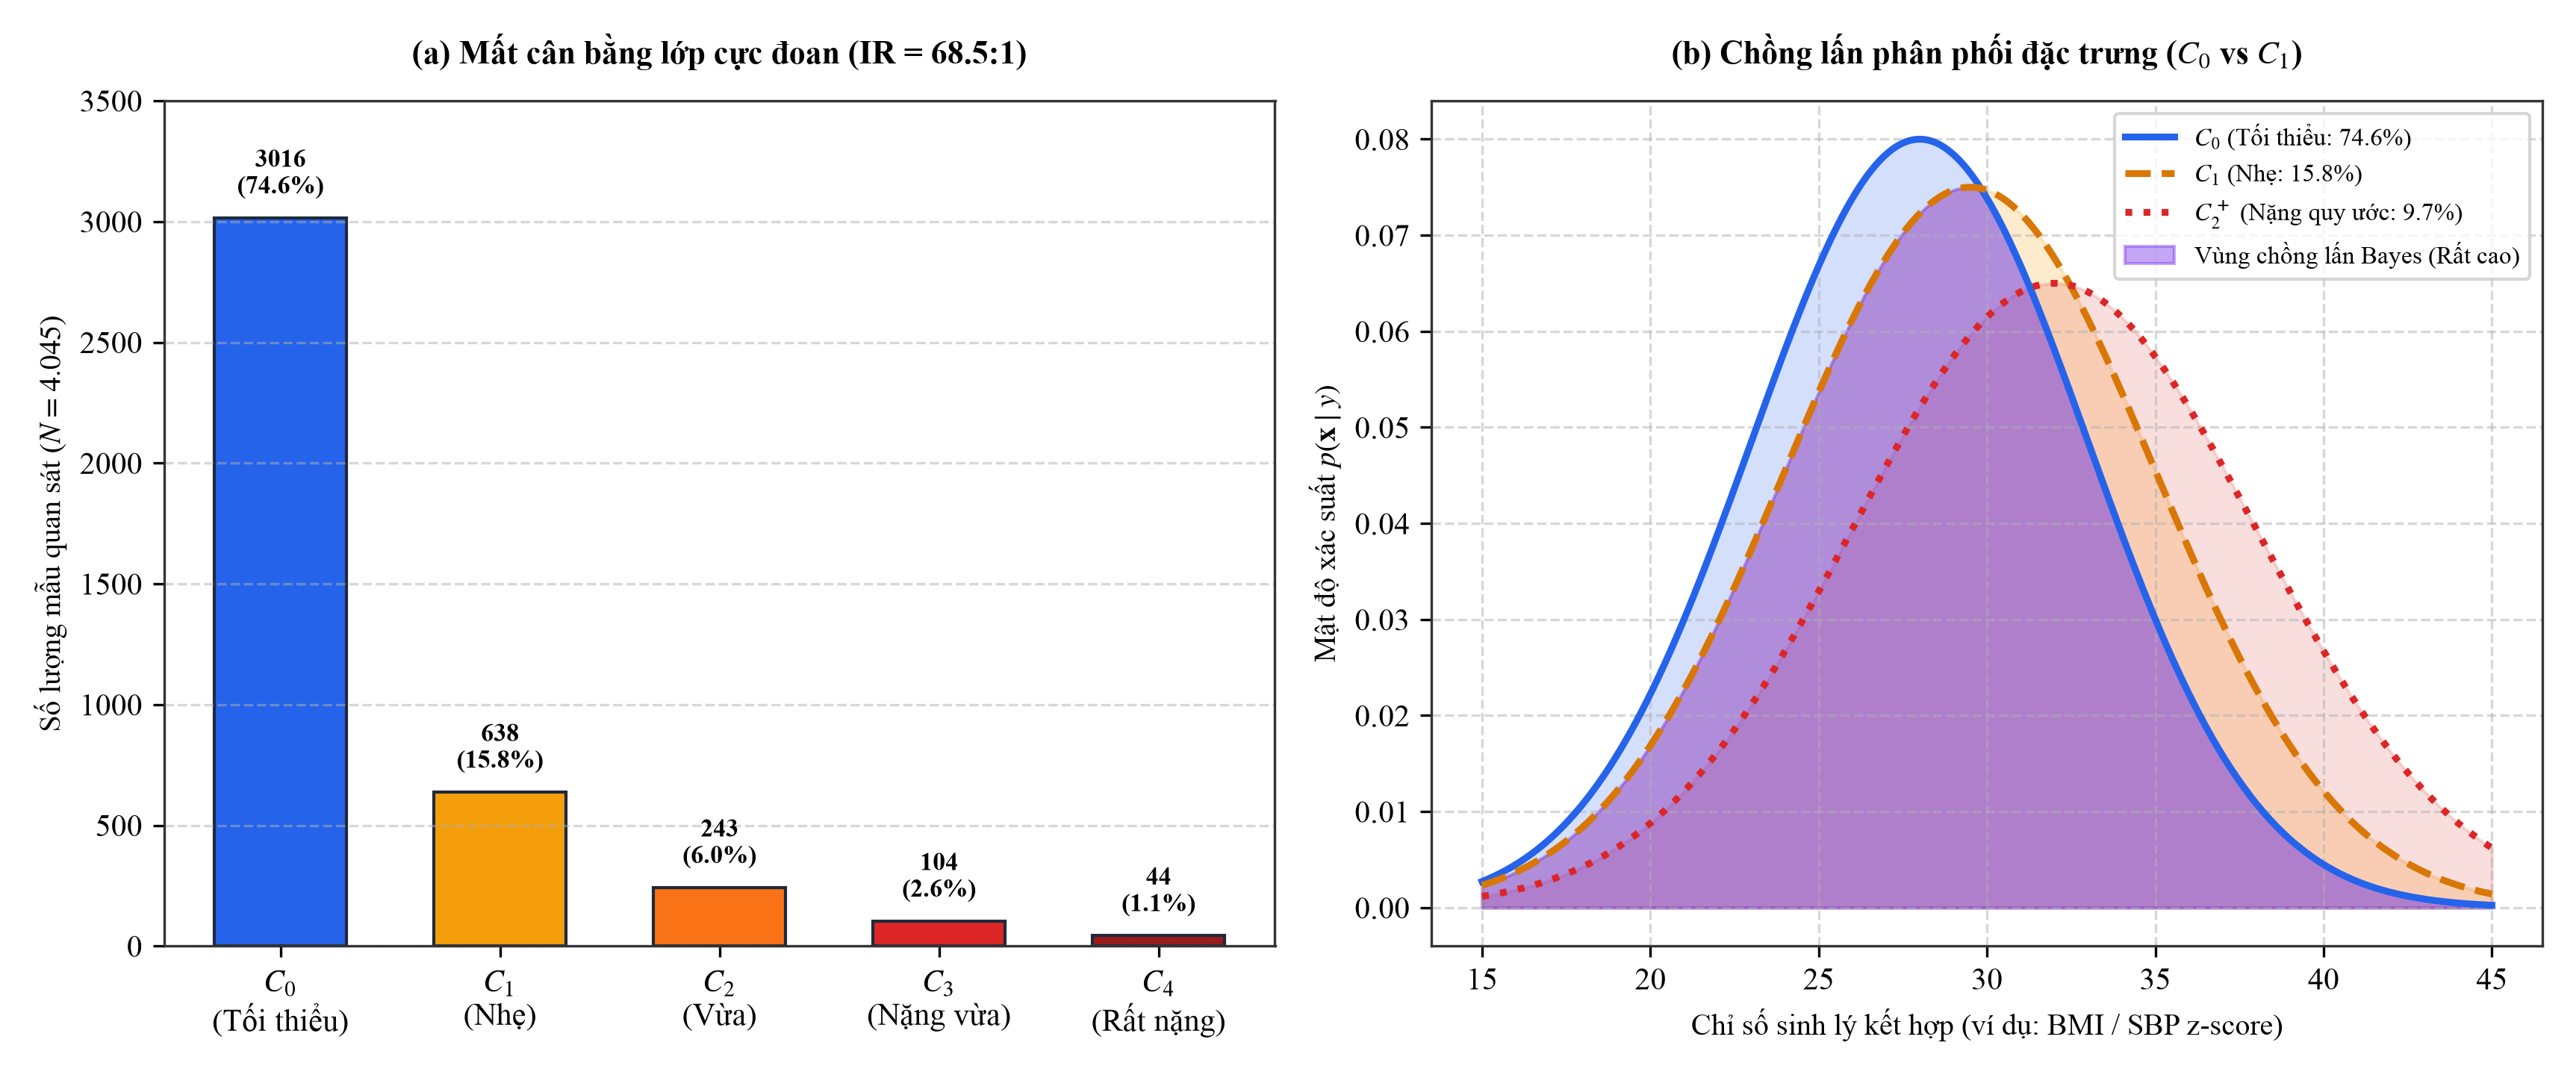 (a) Mất cân bằng lớp cực đoan (IR = 68.5:1)
Số lượng mẫu quan sát (N = 4.045)
3500
3000
2500
2000
1500
1000
500
0
3016
(74.6%)
638
(15.8%)
243
(6.0%)
104
(2.6%)
44
(1.1%)
C₀
(Tối thiểu)
C₁
(Nhẹ)
C₂
(Vừa)
C₃
(Nặng vừa)
C₄
(Rất nặng)
(b) Chồng lấn phân phối đặc trưng (C₀ vs C₁)
Mật độ xác suất p(x | y)
0.08
0.07
0.06
0.05
0.04
0.03
0.02
0.01
0.00
C₀ (Tối thiểu: 74.6%)
C₁ (Nhẹ: 15.8%)
C₂⁺ (Nặng quy ước: 9.7%)
Vùng chồng lấn Bayes (Rất cao)
15 20 25 30 35 40 45
Chỉ số sinh lý kết hợp (ví dụ: BMI / SBP z-score)